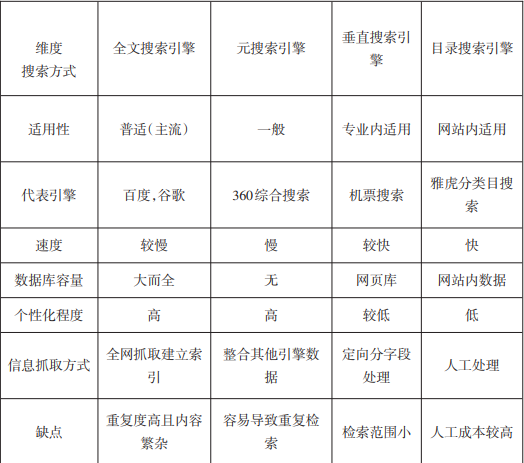 维度
搜索方式
全文搜索引擎
元搜索引擎
垂直搜索引
擎
目录搜索引擎
适用性
普适(主流)
一般
专业内适用
网站内适用
代表引擎
百度,谷歌
360综合搜索
机票搜索
雅虎分类目搜
索
速度
较慢
慢
较快
快
数据库容量
大而全
无
网页库
网站内数据
个性化程度
高
高
较低
低
信息抓取方式
全网抓取建立索
引
整合其他引擎数
据
定向分字段
处理
人工处理
缺点
重复度高且内容
繁杂
容易导致重复检
索
检索范围小
人工成本较高